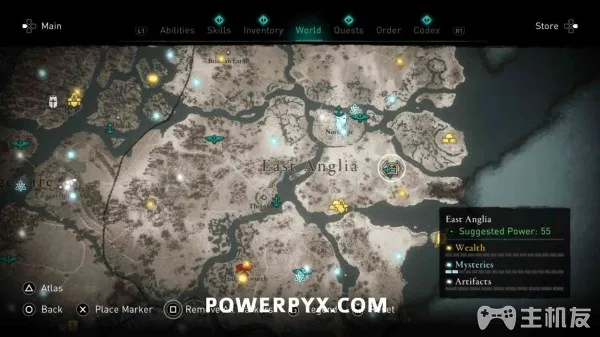 Main
L1 Abilities Skills Inventory World Quests Order Codex R1
Store
East Anglia
East Anglia
Suggested Power: 55
Wealth
Mysteries
Artifacts
Atlas
Back
Place Marker
POWERPYX.COM
主机友